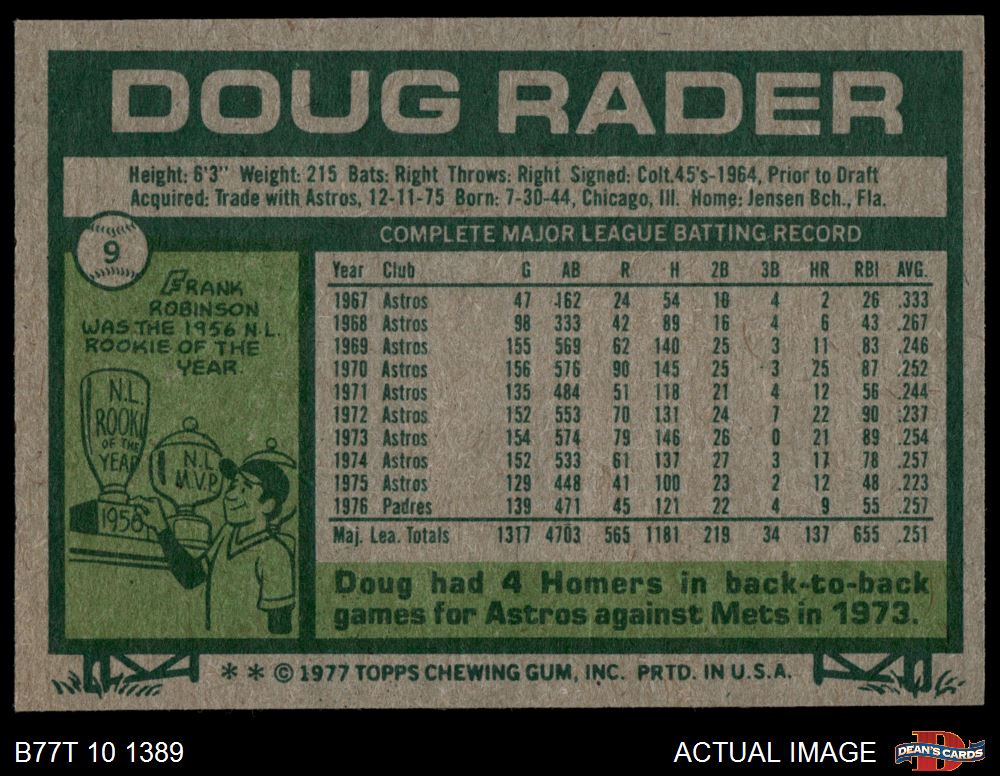 DOUG RADER
Height: 6'3" Weight: 215 Bats: Right Throws: Right Signed: Colt.45's-1964, Prior to Draft
Acquired: Trade with Astros, 12-11-75 Born: 7-30-44, Chicago, Ill. Home: Jensen Bch., Fla.
9
FRANK
ROBINSON
WAS THE 1956 N.L.
ROOKIE OF THE
YEAR.
N.L.
ROOKI
OF THE
YEAR
1956
N.L.
M.V.P
COMPLETE MAJOR LEAGUE BATTING RECORD
Year Club G AB R H 2B 3B HR RBI AVG.
1967 Astros 47 162 24 54 10 4 2 26 .333
1968 Astros 98 333 42 89 16 4 6 43 .267
1969 Astros 155 569 62 140 25 3 11 83 .246
1970 Astros 156 576 90 145 25 3 25 87 .252
1971 Astros 135 484 51 118 21 4 12 56 .244
1972 Astros 152 553 70 131 24 7 22 90 .237
1973 Astros 154 574 79 146 26 0 21 89 .254
1974 Astros 152 533 61 137 27 3 17 78 .257
1975 Astros 129 448 41 100 23 2 12 48 .223
1976 Padres 139 471 45 121 22 4 9 55 .257
Maj. Lea. Totals 1317 4703 565 1181 219 34 137 655 .251
Doug had 4 Homers in back-to-back
games for Astros against Mets in 1973.
* * © 1977 TOPPS CHEWING GUM, INC. PRTD. IN U.S.A.
B77T 10 1389
ACTUAL IMAGE
DEAN'S CARDS